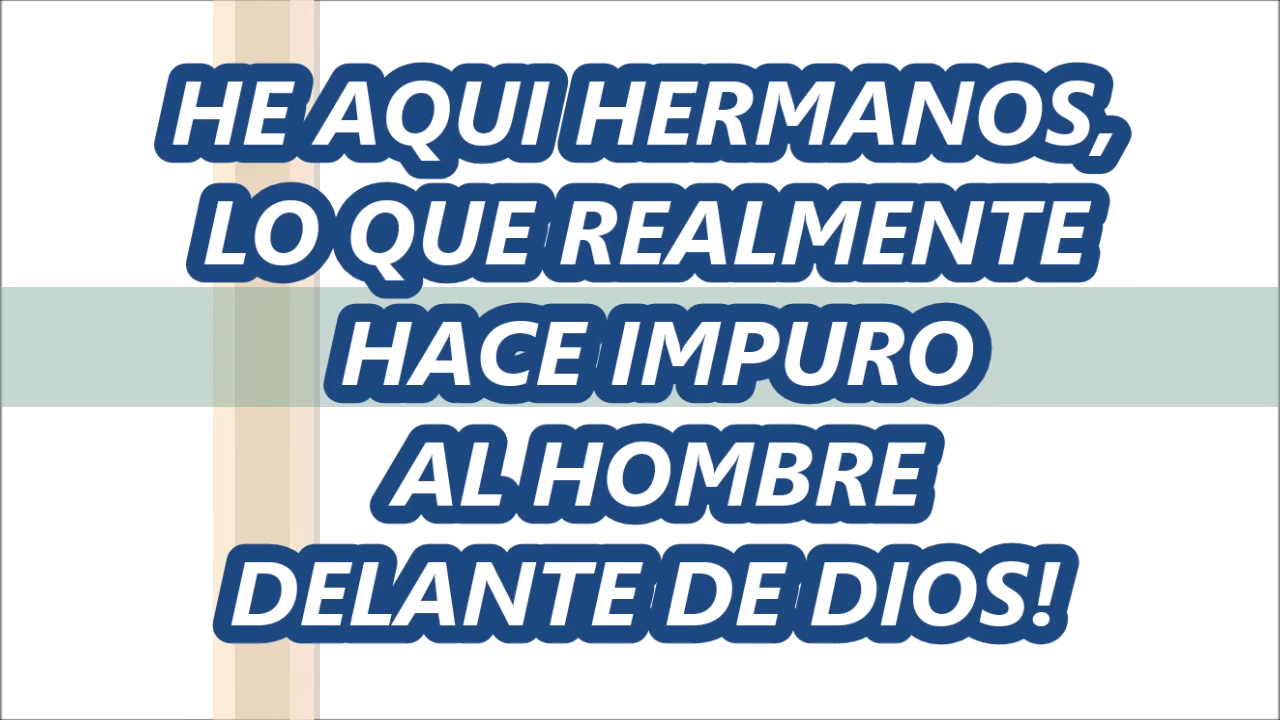 HE AQUI HERMANOS,
LO QUE REALMENTE
HACE IMPURO
AL HOMBRE
DELANTE DE DIOS!